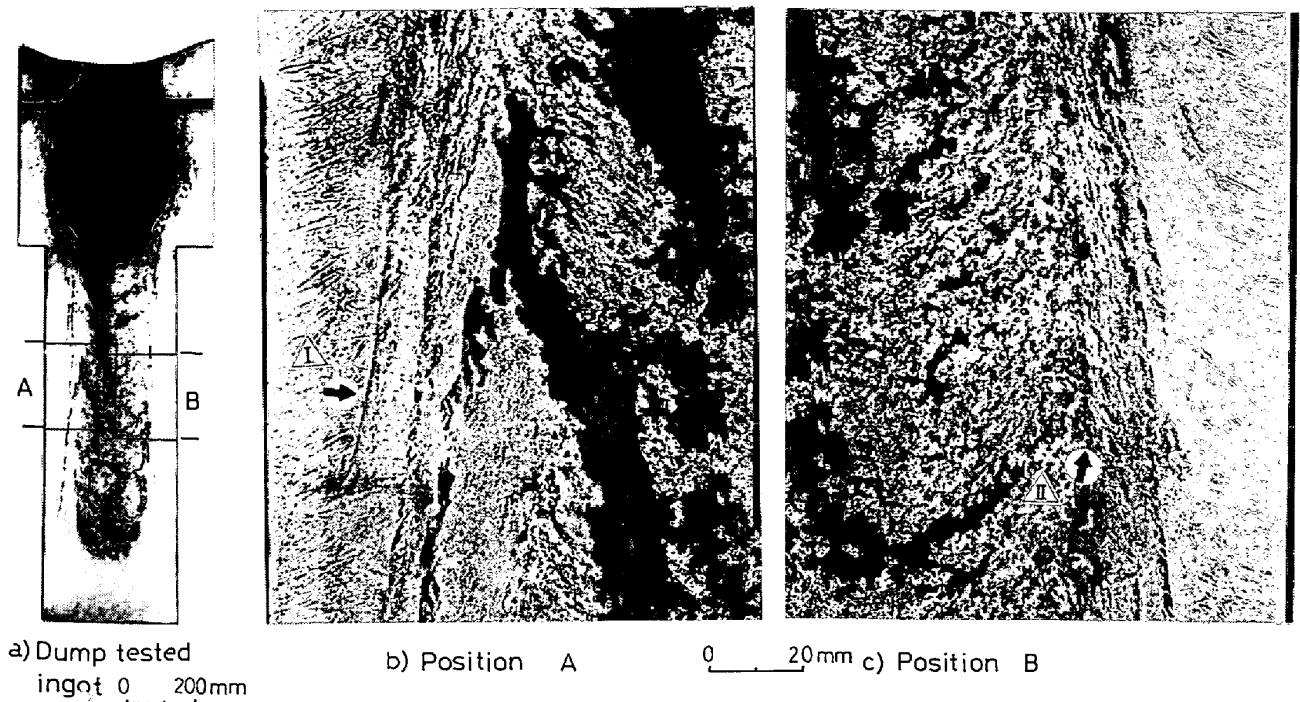 A
B
I
II
a) Dump tested
ingot 0 200mm
b) Position A
0 20mm
c) Position B